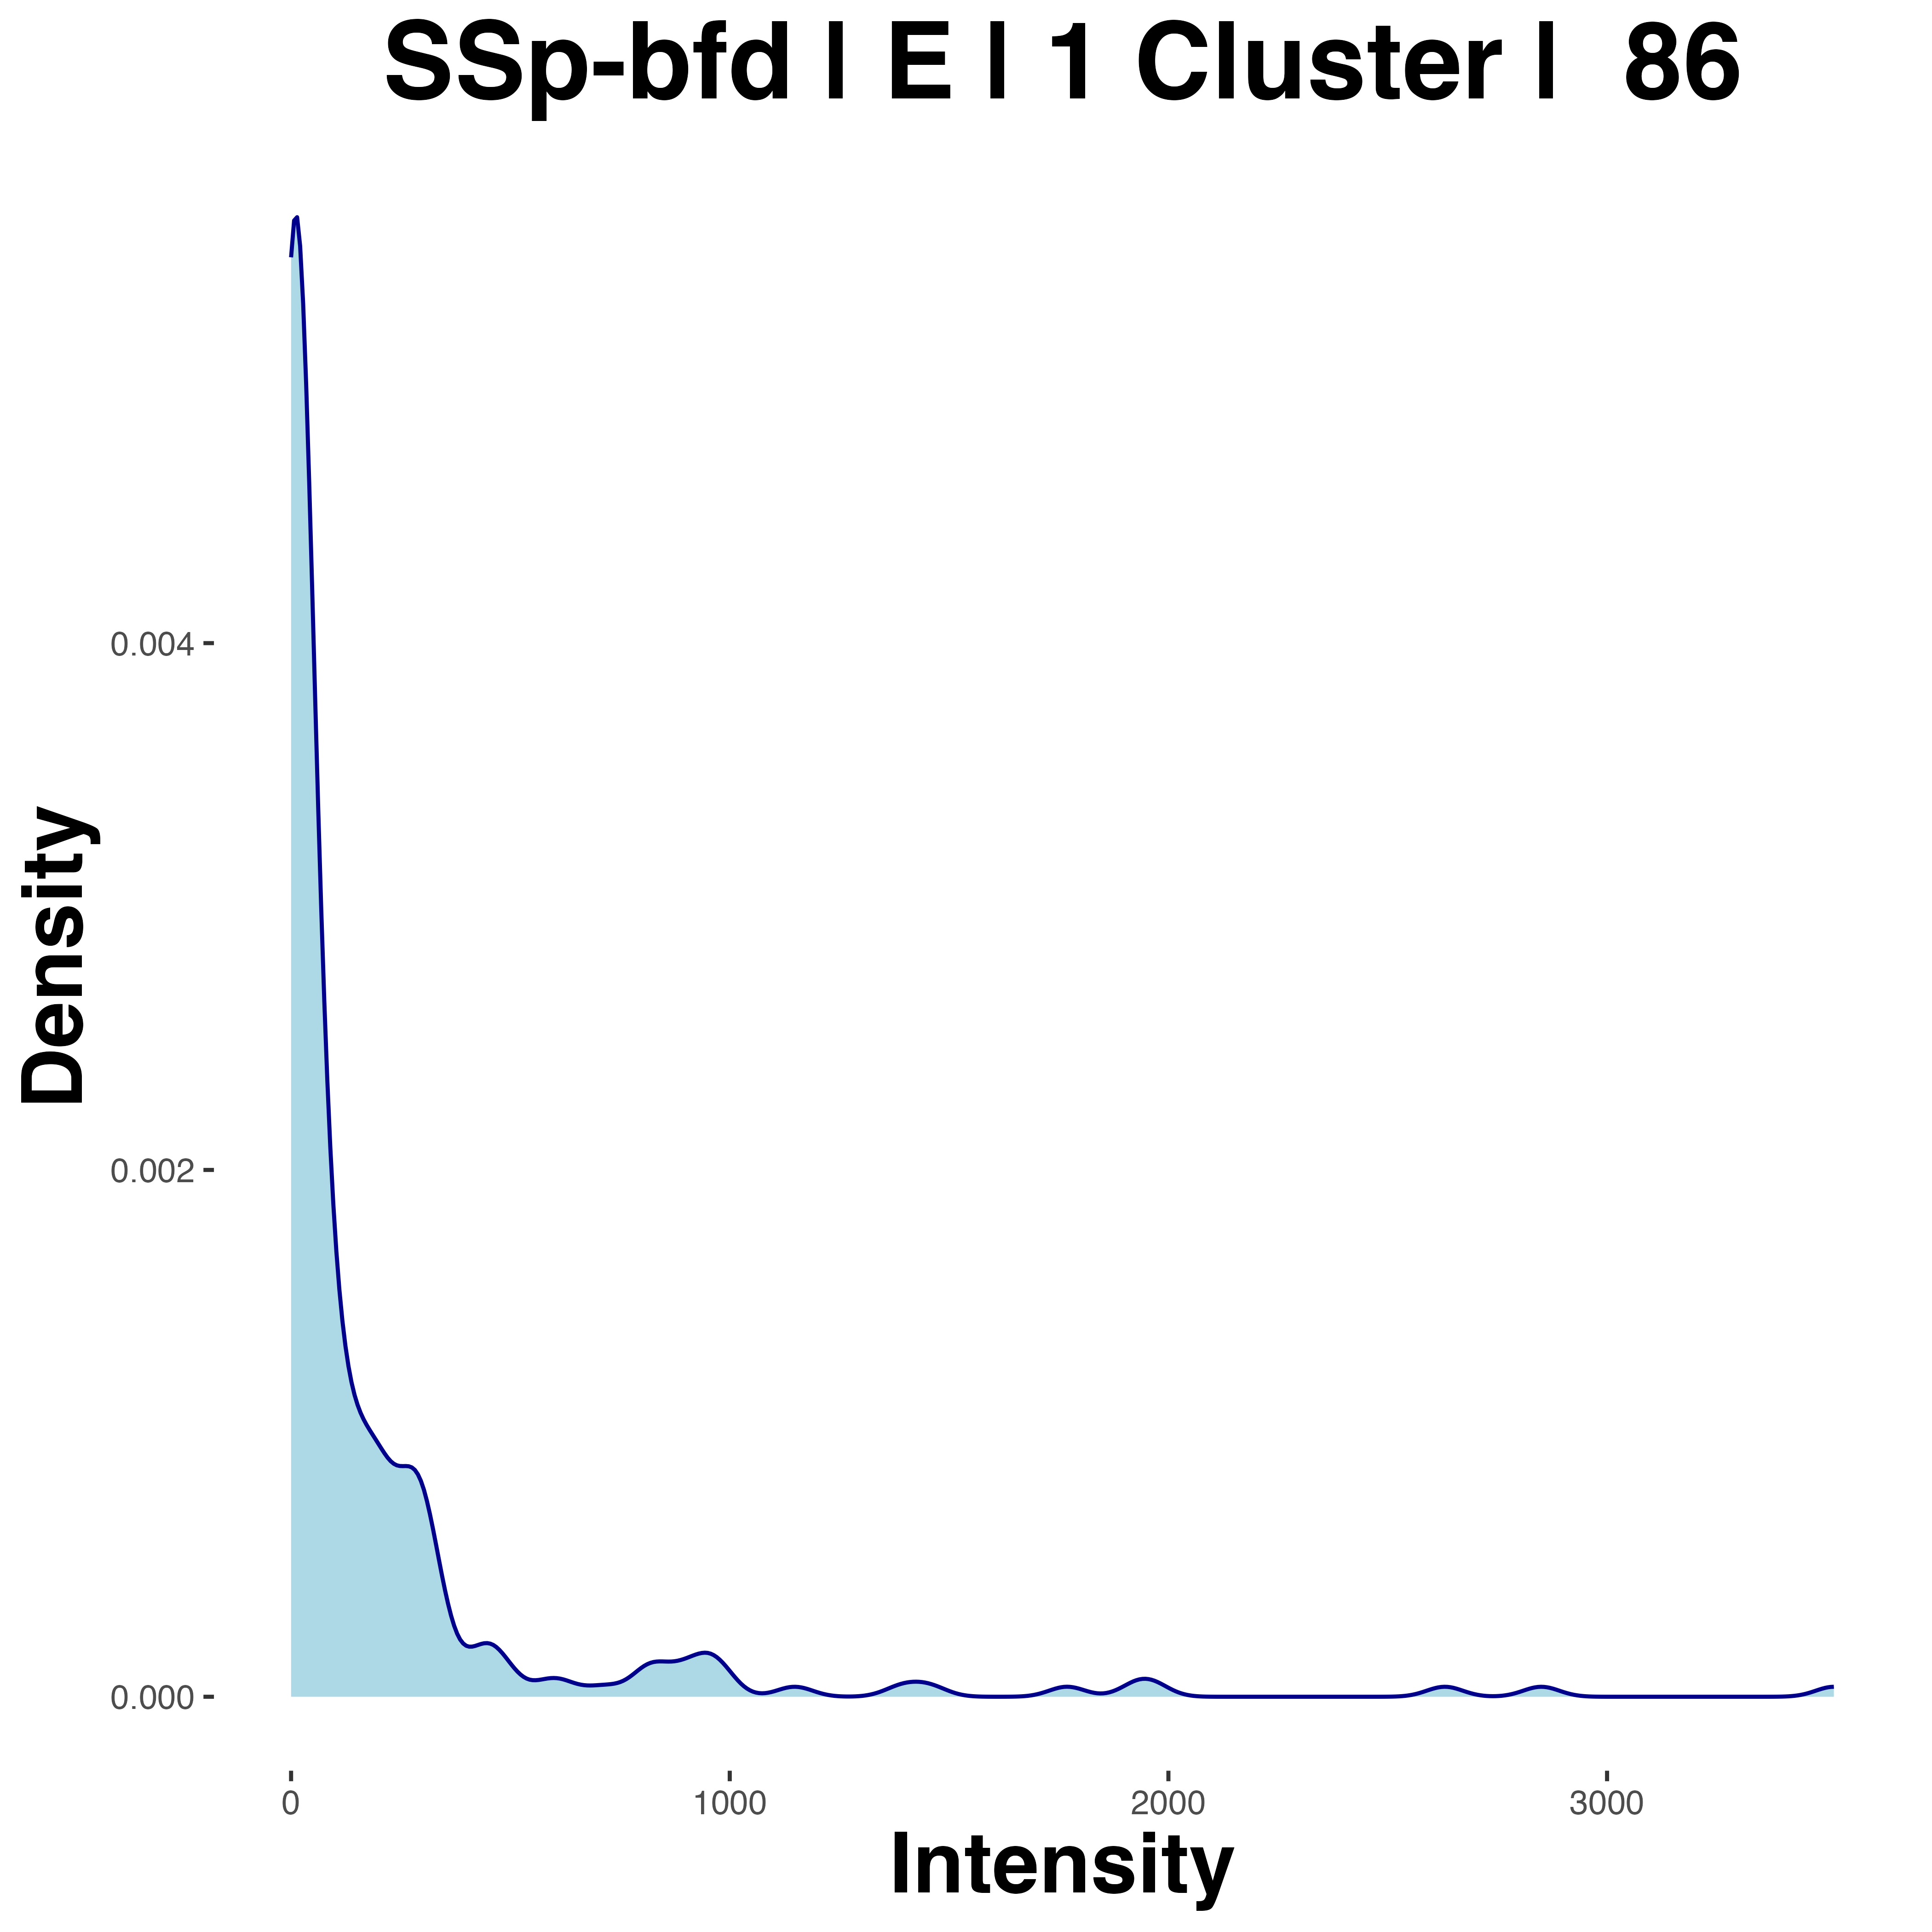 SSp-bfd | E | 1 Cluster | 86
Density
0.004
0.002
0.000
0 1000 2000 3000
Intensity